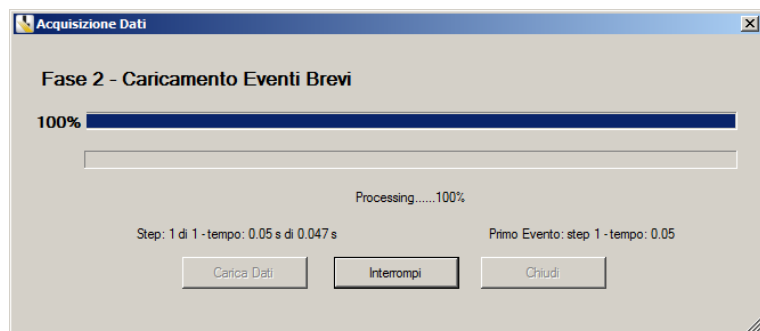 Acquisizione Dati
Fase 2 - Caricamento Eventi Brevi
100%
Processing......100%
Step: 1 di 1 - tempo: 0.05 s di 0.047 s
Primo Evento: step 1 - tempo: 0.05
Carica Dati
Interrompi
Chiudi